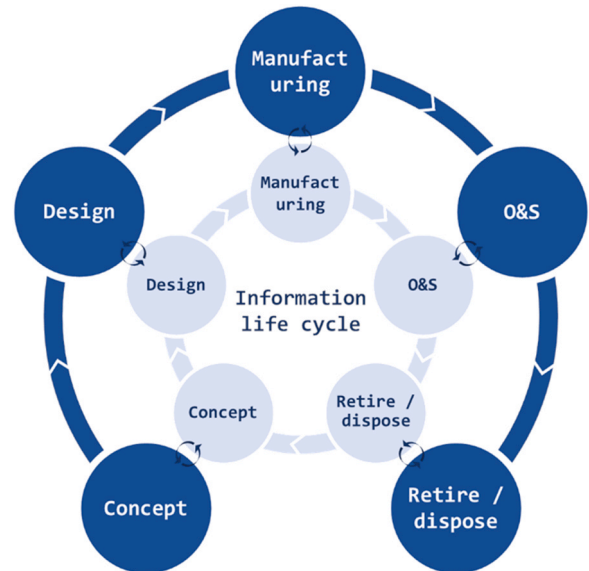 Manufact
uring
Manufact
uring
Design
O&S
Design
O&S
Information
life cycle
Concept
Retire /
dispose
Concept
Retire /
dispose